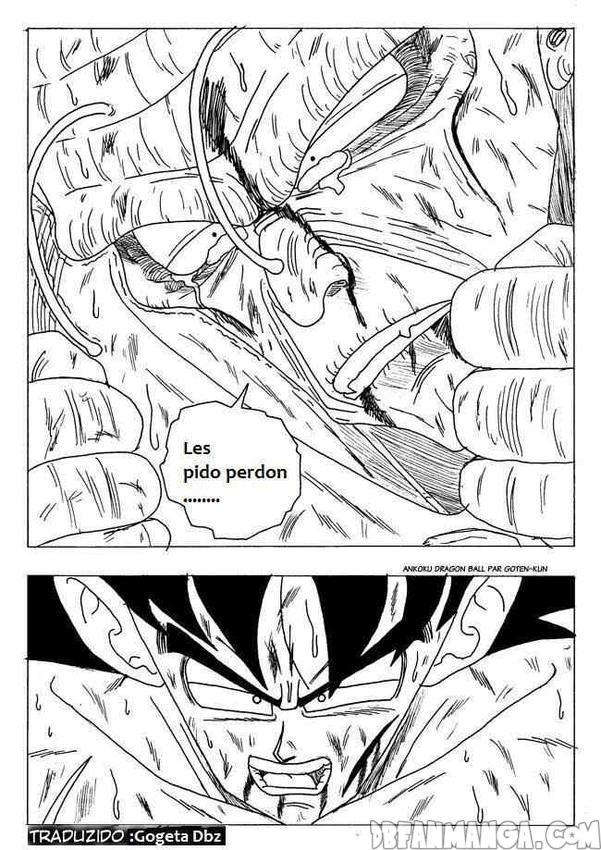 Les
pido perdon
........
ANKOKU DRAGON BALL PAR GOTEN-KUN
TRADUZIDO :Gogeta Dbz
DBFANMANGA.COM